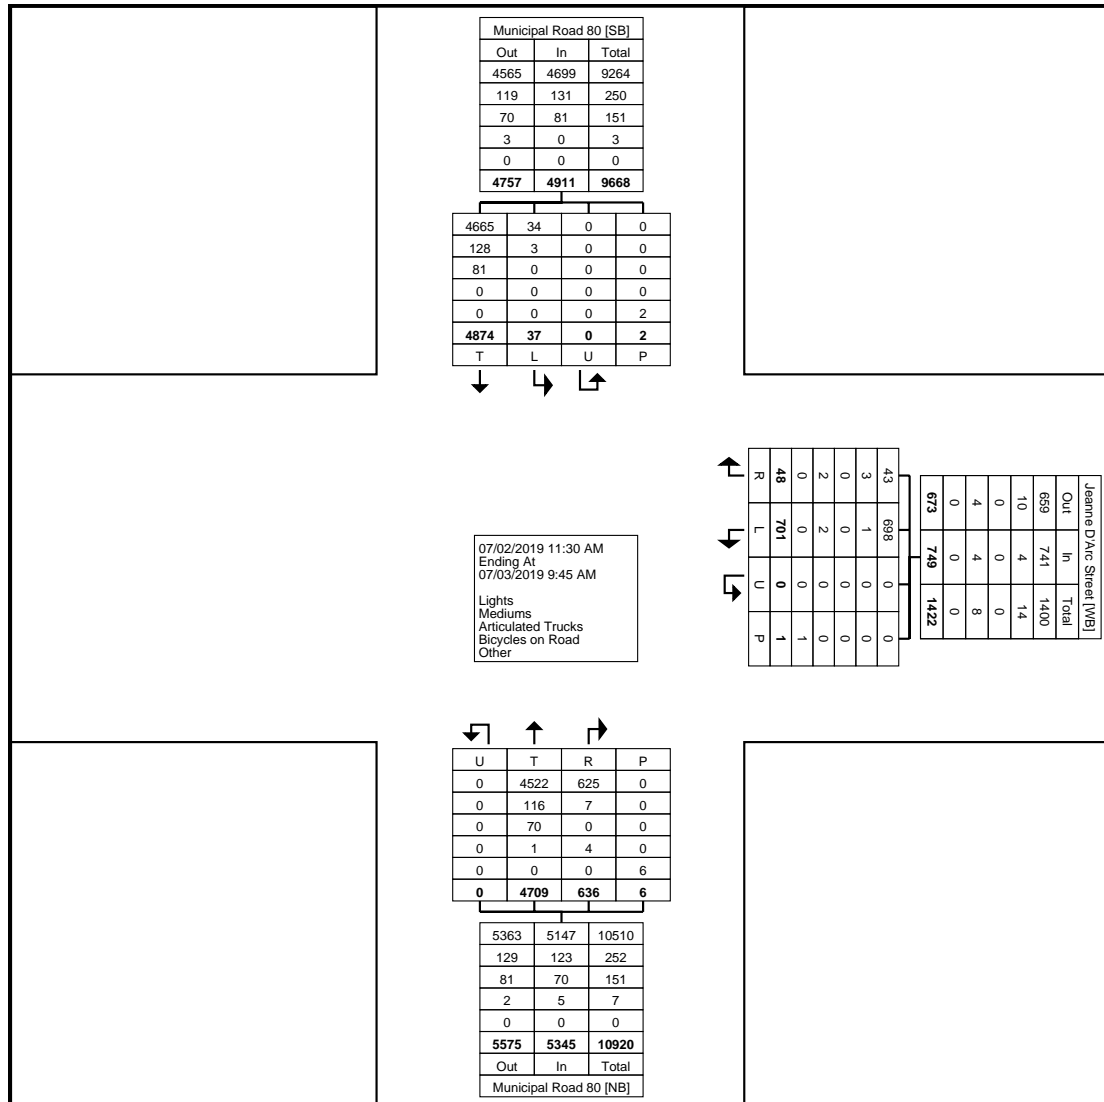 Municipal Road 80 [SB]
Out In Total
4565 4699 9264
119 131 250
70 81 151
3 0 3
0 0 0
4757 4911 9668
4665 34 0 0
128 3 0 0
81 0 0 0
0 0 0 0
0 0 0 2
4874 37 0 2
T L U P
Jeanne D'Arc Street [WB]
Out In Total
659 741 1400
10 4 14
0 0 0
4 4 8
0 0 0
673 749 1422
43 698 0 0
3 1 0 0
0 0 0 0
2 2 0 0
0 0 0 1
48 701 0 1
R L U P
07/02/2019 11:30 AM
Ending At
07/03/2019 9:45 AM
Lights
Mediums
Articulated Trucks
Bicycles on Road
Other
U T R P
0 4522 625 0
0 116 7 0
0 70 0 0
0 1 4 0
0 0 0 6
0 4709 636 6
5363 5147 10510
129 123 252
81 70 151
2 5 7
0 0 0
5575 5345 10920
Out In Total
Municipal Road 80 [NB]